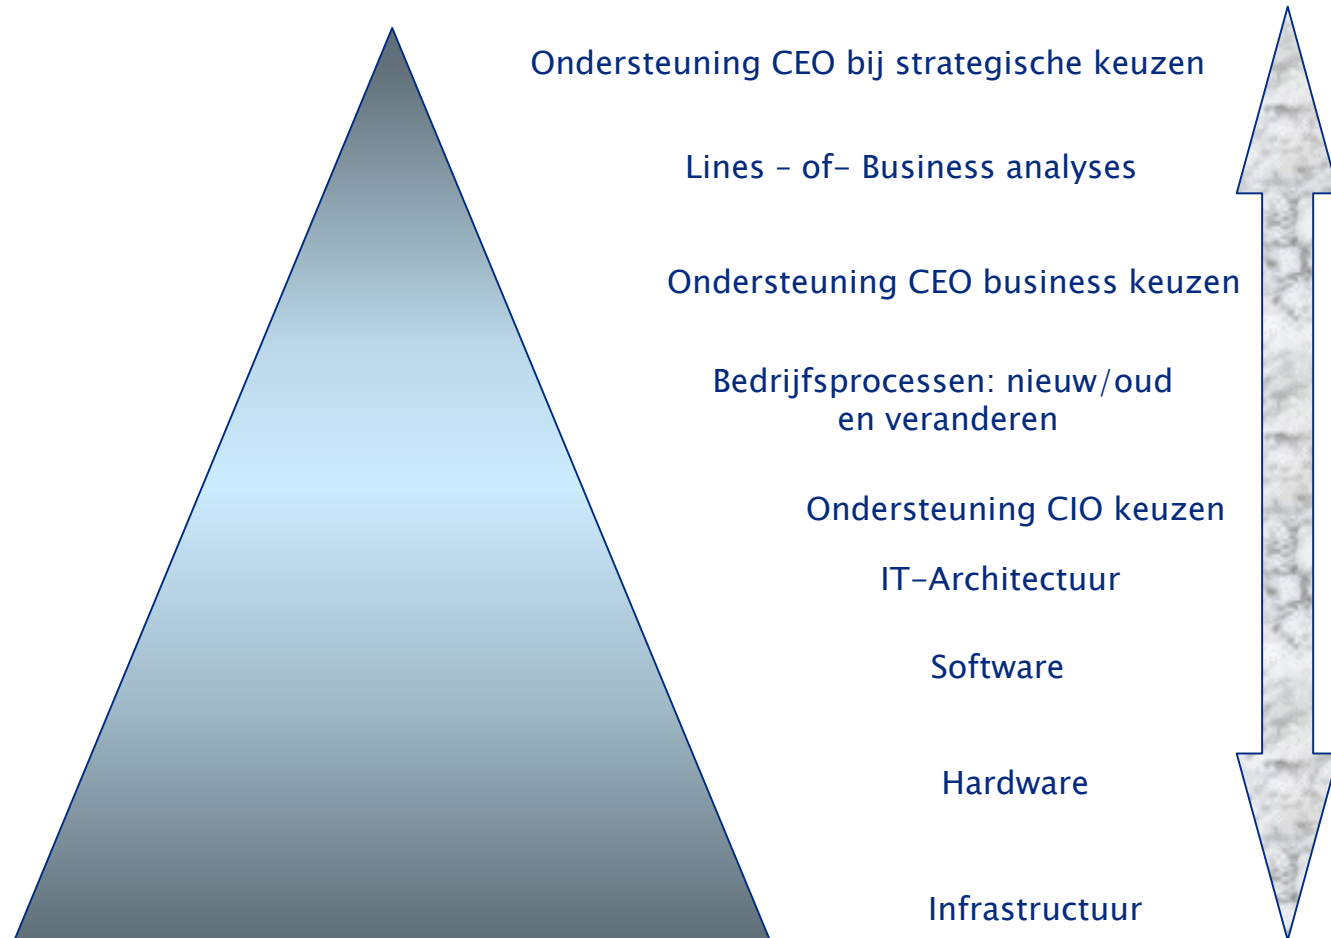 Ondersteuning CEO bij strategische keuzen
Lines - of- Business analyses
Ondersteuning CEO business keuzen
Bedrijfsprocessen: nieuw/oud
en veranderen
Ondersteuning CIO keuzen
IT-Architectuur
Software
Hardware
Infrastructuur